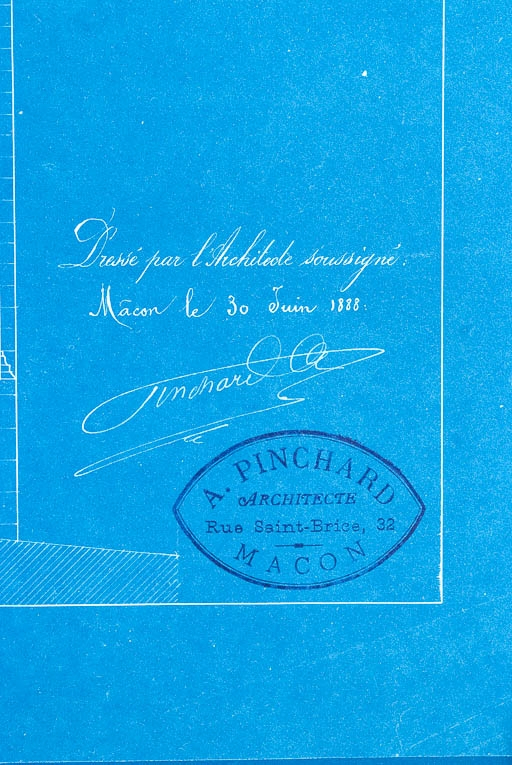 Dressé par l'Architecte soussigné.
Mâcon le 30 Juin 1888.
Pinchard A
A. PINCHARD
ARCHITECTE
Rue Saint-Brice, 32
MACON